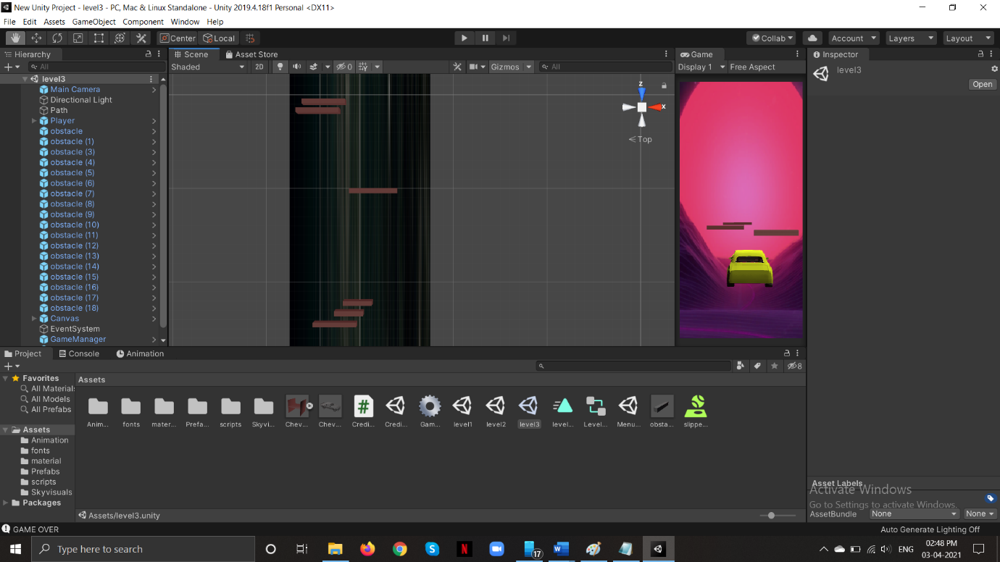 New Unity Project - level3 - PC, Mac & Linux Standalone - Unity 2019.4.18f1 Personal <DX11>
File Edit Assets GameObject Component Window Help
Center Local Collab Account Layers Layout
Hierarchy
All
level3
Main Camera
Directional Light
Path
Player
obstacle
obstacle (1)
obstacle (3)
obstacle (4)
obstacle (5)
obstacle (6)
obstacle (7)
obstacle (8)
obstacle (9)
obstacle (10)
obstacle (11)
obstacle (12)
obstacle (13)
obstacle (14)
obstacle (15)
obstacle (16)
obstacle (17)
obstacle (18)
Canvas
EventSystem
GameManager
Scene Asset Store
Shaded 2D 0 Gizmos All
z
x
Top
Game
Display 1 Free Aspect
Inspector
level3
Open
Project Console Animation
8
Favorites
All Materials
All Models
All Prefabs
Assets
Animation
fonts
material
Prefabs
scripts
Skyvisuals
Packages
Assets
Anim... fonts mater... Prefa... scripts Skyvi... Chev... Chev... Credi... Credi... Gam... level1 level2 level3 level... Level... Menu... obsta... slippe...
Assets/level3.unity
Asset Labels
Activate Windows
Go to Settings to activate Windows.
AssetBundle None None
GAME OVER
Auto Generate Lighting Off
Type here to search
17
ENG
02:48 PM
03-04-2021